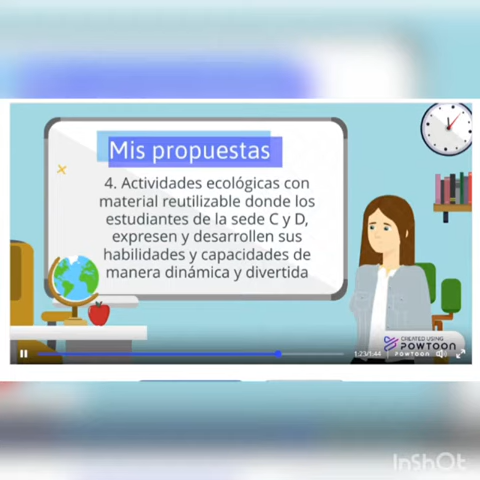 Mis propuestas
4. Actividades ecológicas con
material reutilizable donde los
estudiantes de la sede C y D,
expresen y desarrollen sus
habilidades y capacidades de
manera dinámica y divertida
CREATED USING
POWTOON
1:23/1:44
POWTOON
InShOt